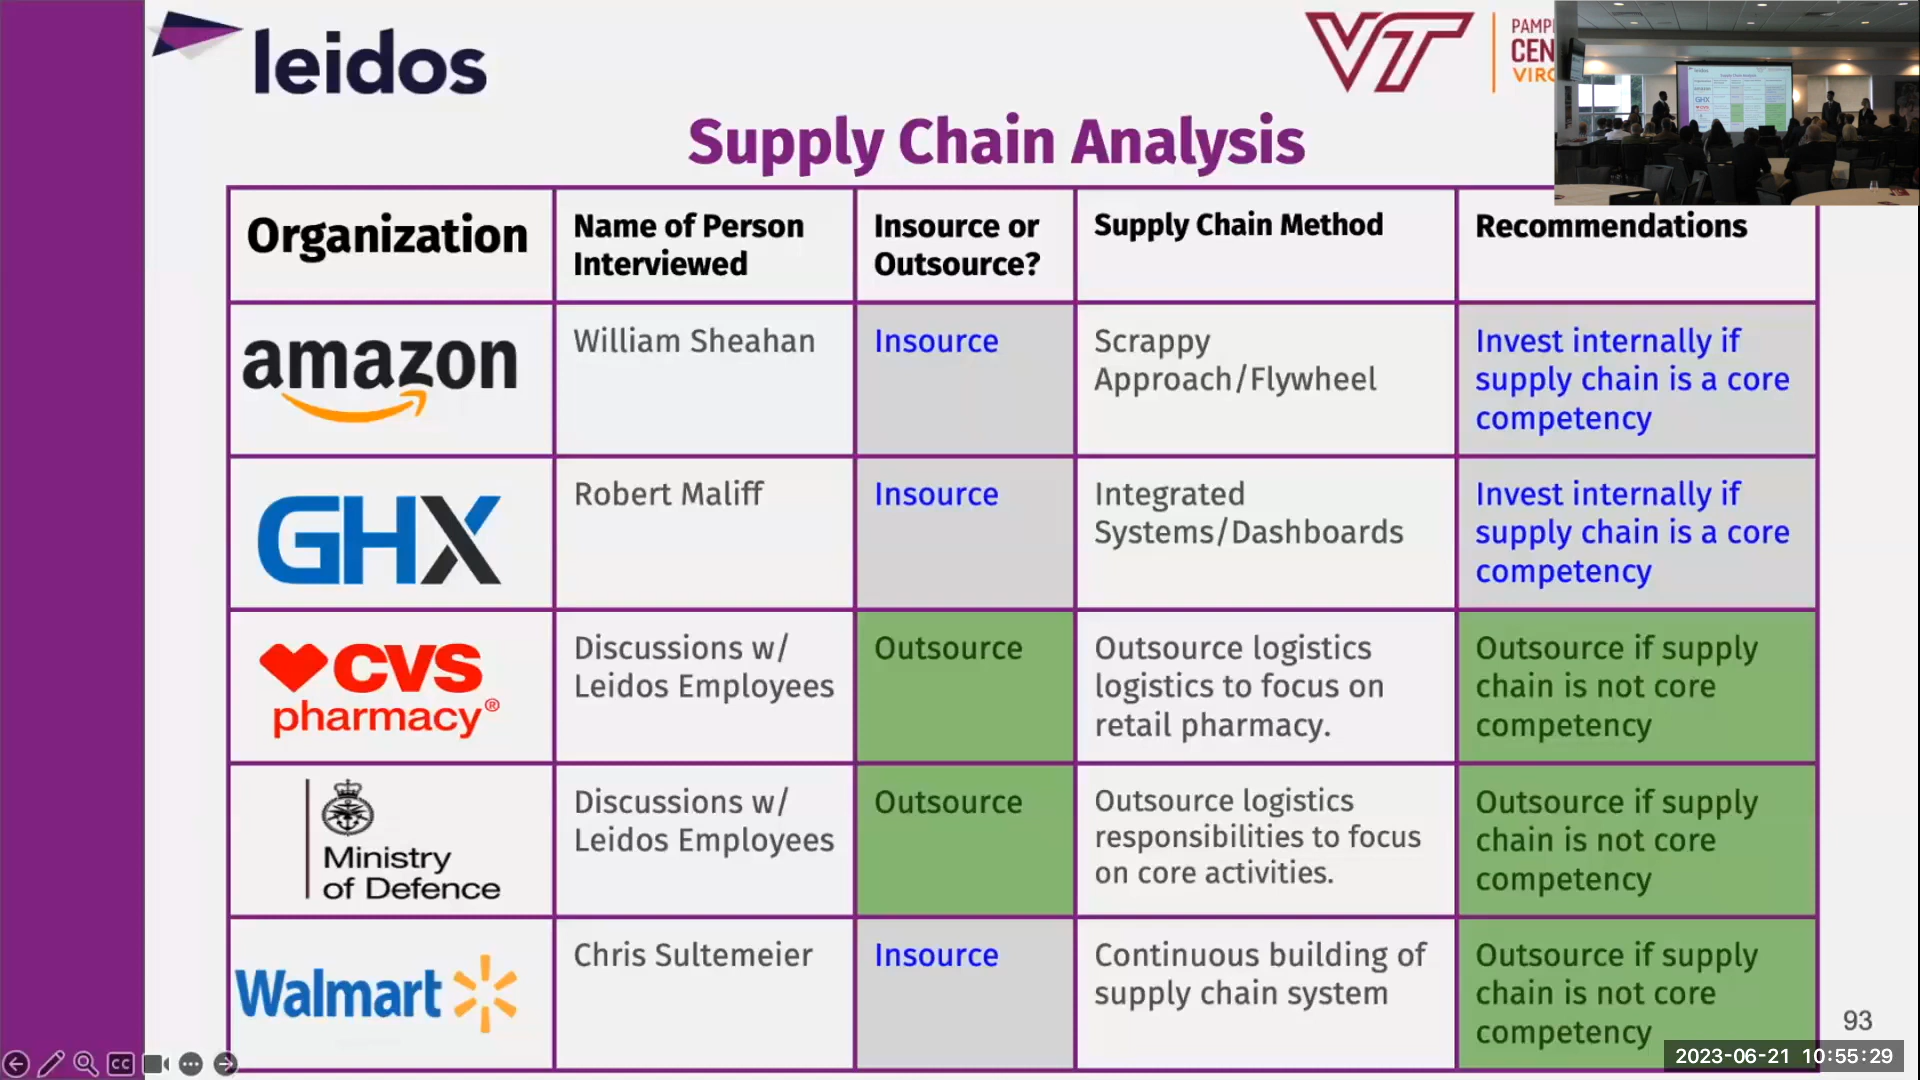 leidos
VT
PAMP
CEN
VIRG
Supply Chain Analysis
Organization
Name of Person
Interviewed
Insource or
Outsource?
Supply Chain Method
Recommendations
amazon
William Sheahan
Insource
Scrappy
Approach/Flywheel
Invest internally if
supply chain is a core
competency
GHX
Robert Maliff
Insource
Integrated
Systems/Dashboards
Invest internally if
supply chain is a core
competency
CVS
pharmacy®
Discussions w/
Leidos Employees
Outsource
Outsource logistics
logistics to focus on
retail pharmacy.
Outsource if supply
chain is not core
competency
Ministry
of Defence
Discussions w/
Leidos Employees
Outsource
Outsource logistics
responsibilities to focus
on core activities.
Outsource if supply
chain is not core
competency
Walmart
Chris Sultemeier
Insource
Continuous building of
supply chain system
Outsource if supply
chain is not core
competency
93
CC
2023-06-21 10:55:29